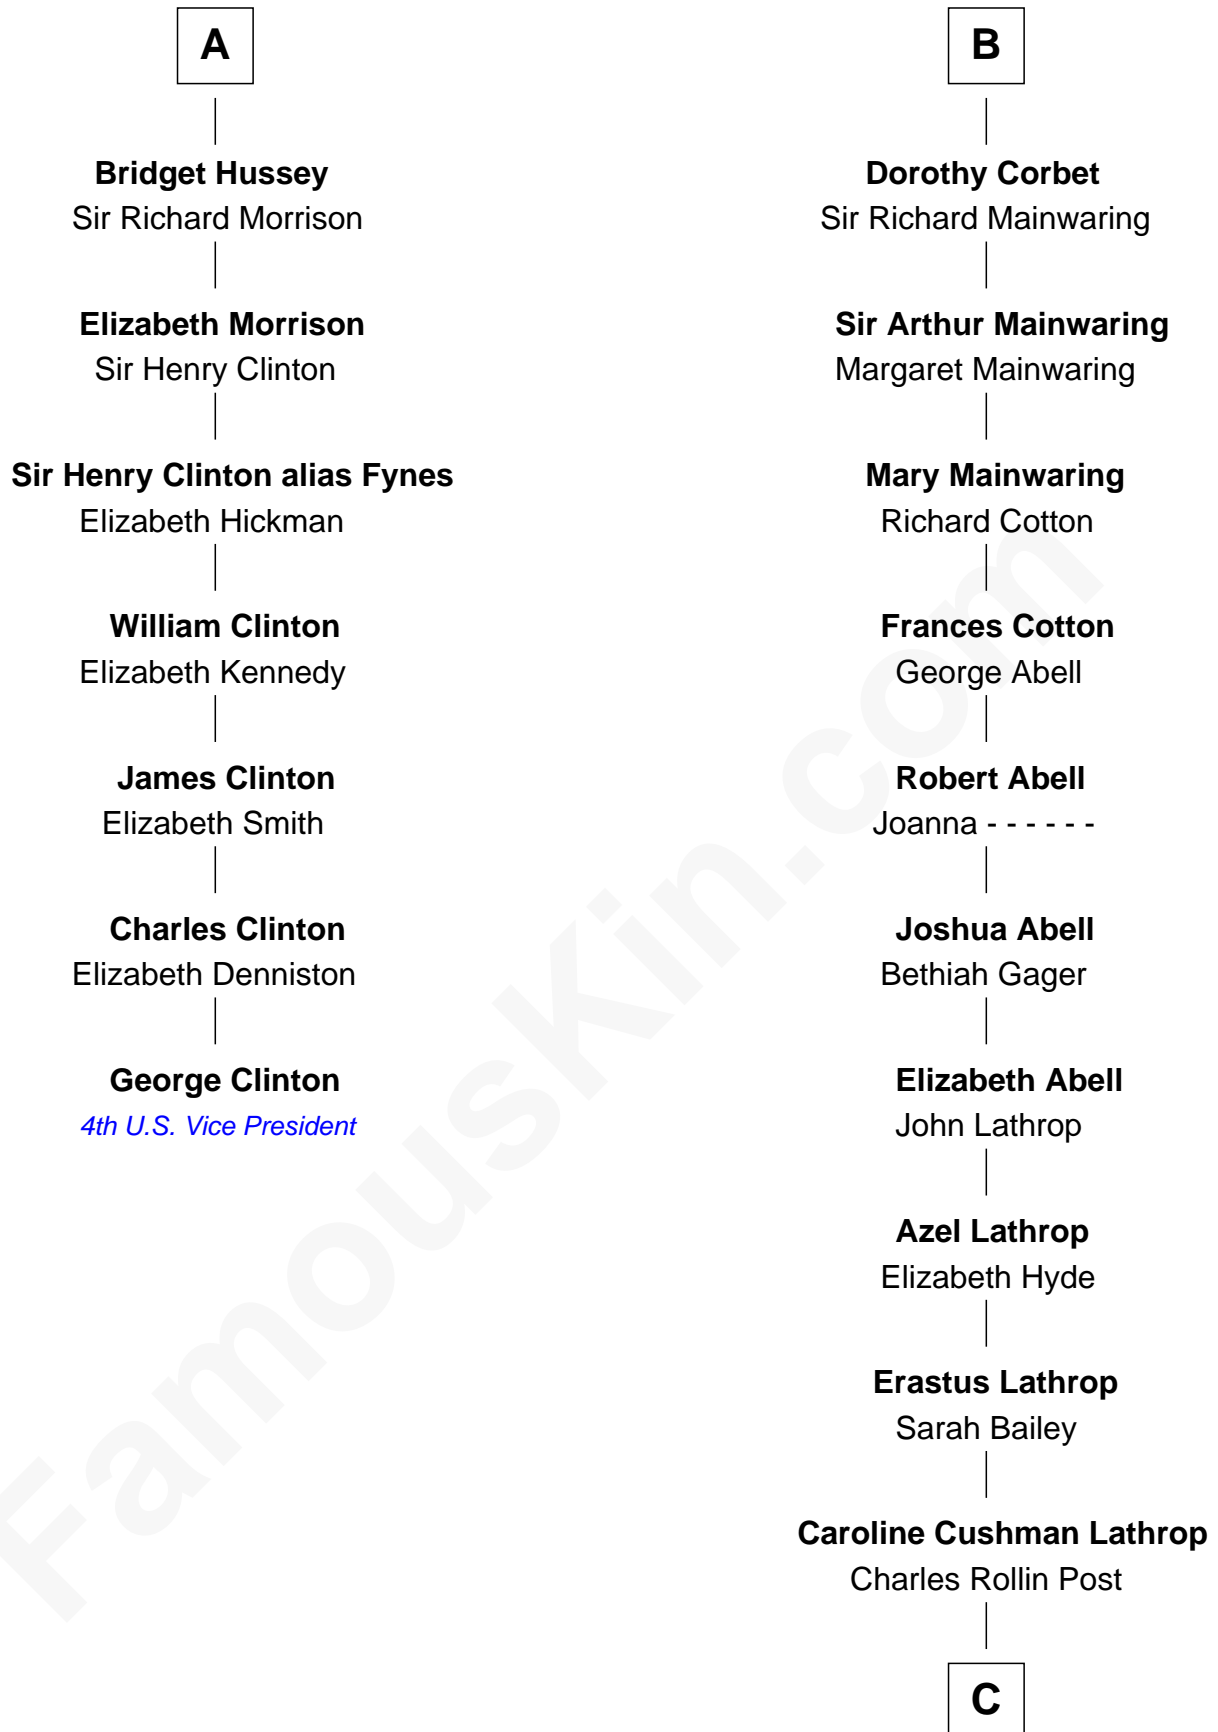 A
Bridget Hussey
Sir Richard Morrison
Elizabeth Morrison
Sir Henry Clinton
Sir Henry Clinton alias Fynes
Elizabeth Hickman
William Clinton
Elizabeth Kennedy
James Clinton
Elizabeth Smith
Charles Clinton
Elizabeth Denniston
George Clinton
4th U.S. Vice President
B
Dorothy Corbet
Sir Richard Mainwaring
Sir Arthur Mainwaring
Margaret Mainwaring
Mary Mainwaring
Richard Cotton
Frances Cotton
George Abell
Robert Abell
Joanna - - - - - -
Joshua Abell
Bethiah Gager
Elizabeth Abell
John Lathrop
Azel Lathrop
Elizabeth Hyde
Erastus Lathrop
Sarah Bailey
Caroline Cushman Lathrop
Charles Rollin Post
C
FamousKin.com